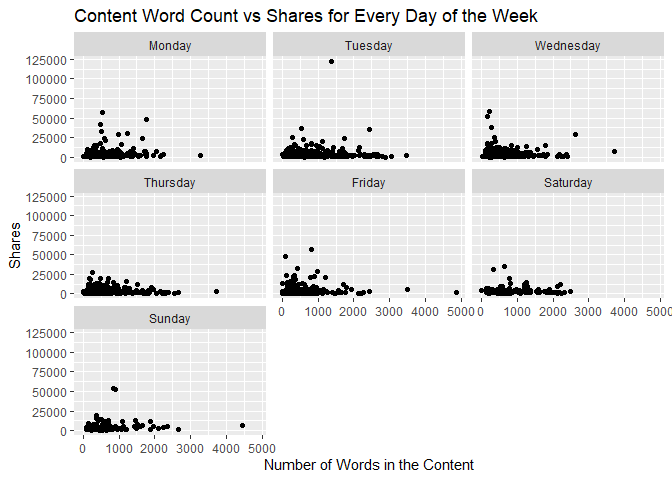 Content Word Count vs Shares for Every Day of the Week
Monday
Tuesday
Wednesday
125000
100000
75000
50000
25000
0
Thursday
Friday
Saturday
125000
100000
75000
50000
25000
0
0 1000 2000 3000 4000 5000
0 1000 2000 3000 4000 5000
Sunday
125000
100000
75000
50000
25000
0
0 1000 2000 3000 4000 5000
Shares
Number of Words in the Content